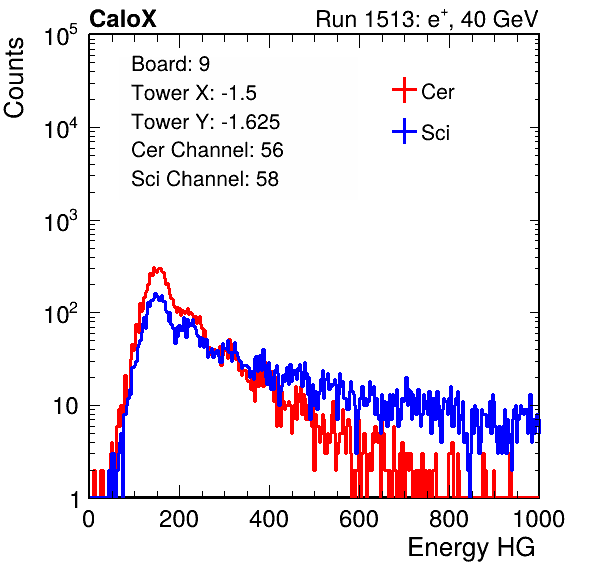 CaloX Run 1513: e⁺, 40 GeV
Counts
10⁵
10⁴
10³
10²
10
1
Board: 9
Tower X: -1.5
Tower Y: -1.625
Cer Channel: 56
Sci Channel: 58
Cer
Sci
0 200 400 600 800 1000
Energy HG